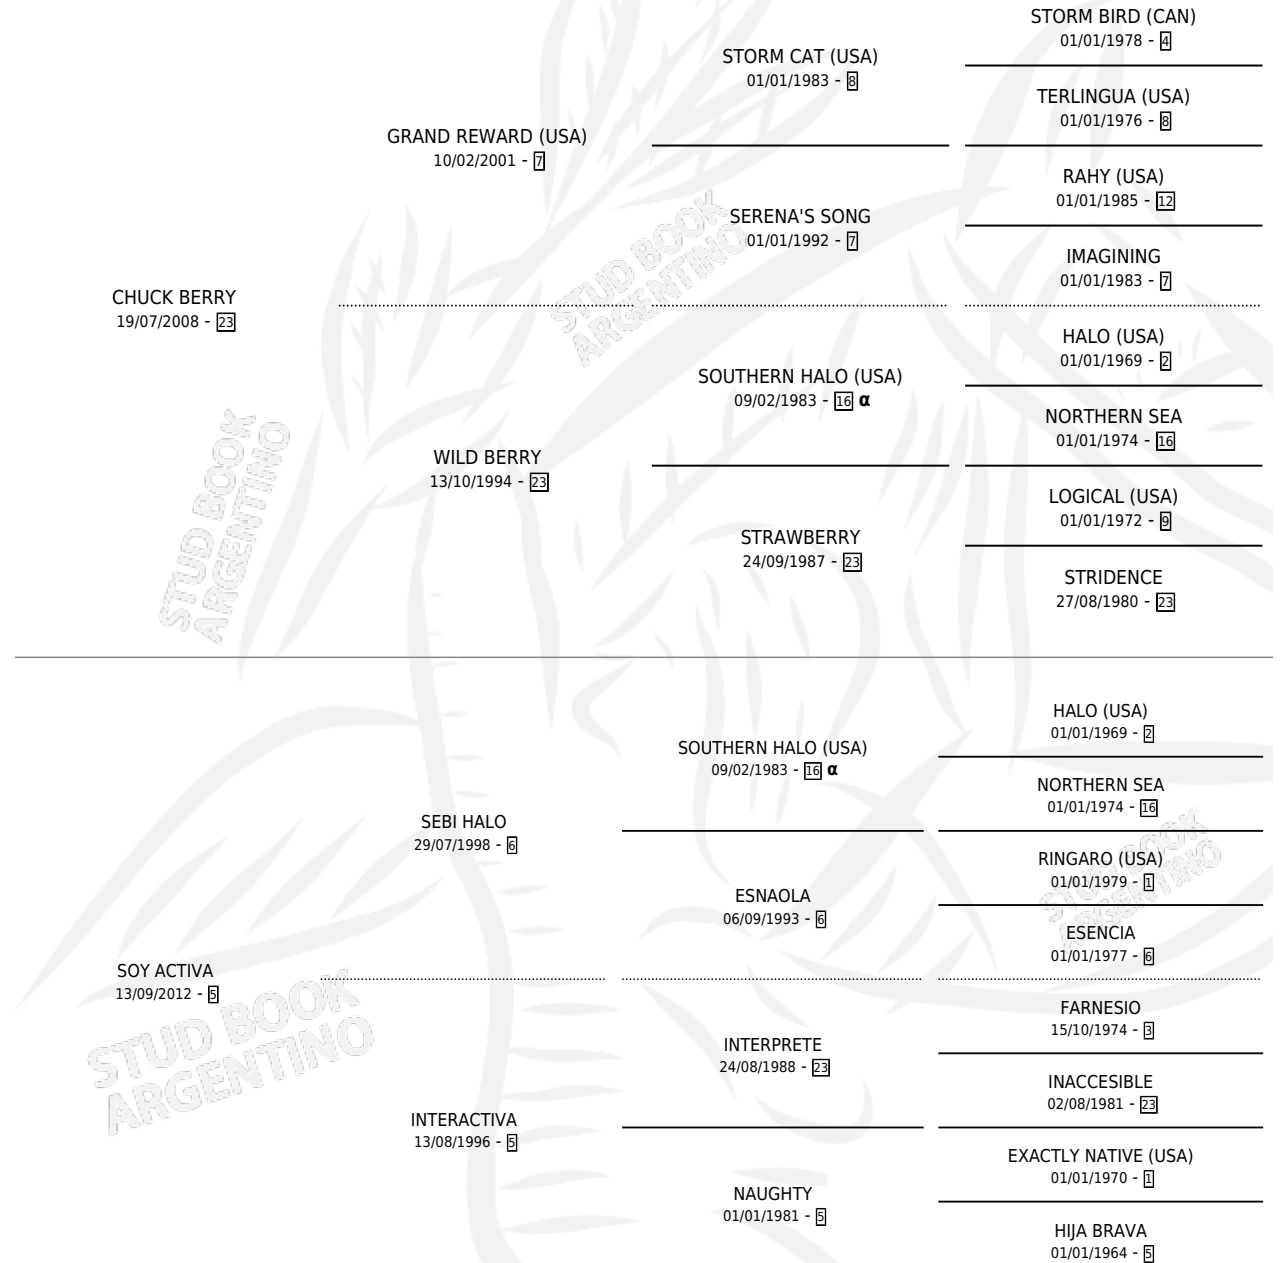 STORM BIRD (CAN)
01/01/1978 - 4
STORM CAT (USA)
01/01/1983 - 8
TERLINGUA (USA)
01/01/1976 - 8
GRAND REWARD (USA)
10/02/2001 - 7
RAHY (USA)
01/01/1985 - 12
SERENA'S SONG
01/01/1992 - 7
IMAGINING
01/01/1983 - 7
CHUCK BERRY
19/07/2008 - 23
HALO (USA)
01/01/1969 - 2
SOUTHERN HALO (USA)
09/02/1983 - 16 α
NORTHERN SEA
01/01/1974 - 16
WILD BERRY
13/10/1994 - 23
LOGICAL (USA)
01/01/1972 - 9
STRAWBERRY
24/09/1987 - 23
STRIDENCE
27/08/1980 - 23
HALO (USA)
01/01/1969 - 2
SOUTHERN HALO (USA)
09/02/1983 - 16 α
NORTHERN SEA
01/01/1974 - 16
SEBI HALO
29/07/1998 - 6
RINGARO (USA)
01/01/1979 - 1
ESNAOLA
06/09/1993 - 6
ESENCIA
01/01/1977 - 6
SOY ACTIVA
13/09/2012 - 5
FARNESIO
15/10/1974 - 3
INTERPRETE
24/08/1988 - 23
INACCESIBLE
02/08/1981 - 23
INTERACTIVA
13/08/1996 - 5
EXACTLY NATIVE (USA)
01/01/1970 - 1
NAUGHTY
01/01/1981 - 5
HIJA BRAVA
01/01/1964 - 5
STUD BOOK
ARGENTINO
STUD BOOK
ARGENTINO
STUD BOOK
ARGENTINO
STUD BOOK
ARGENTINO